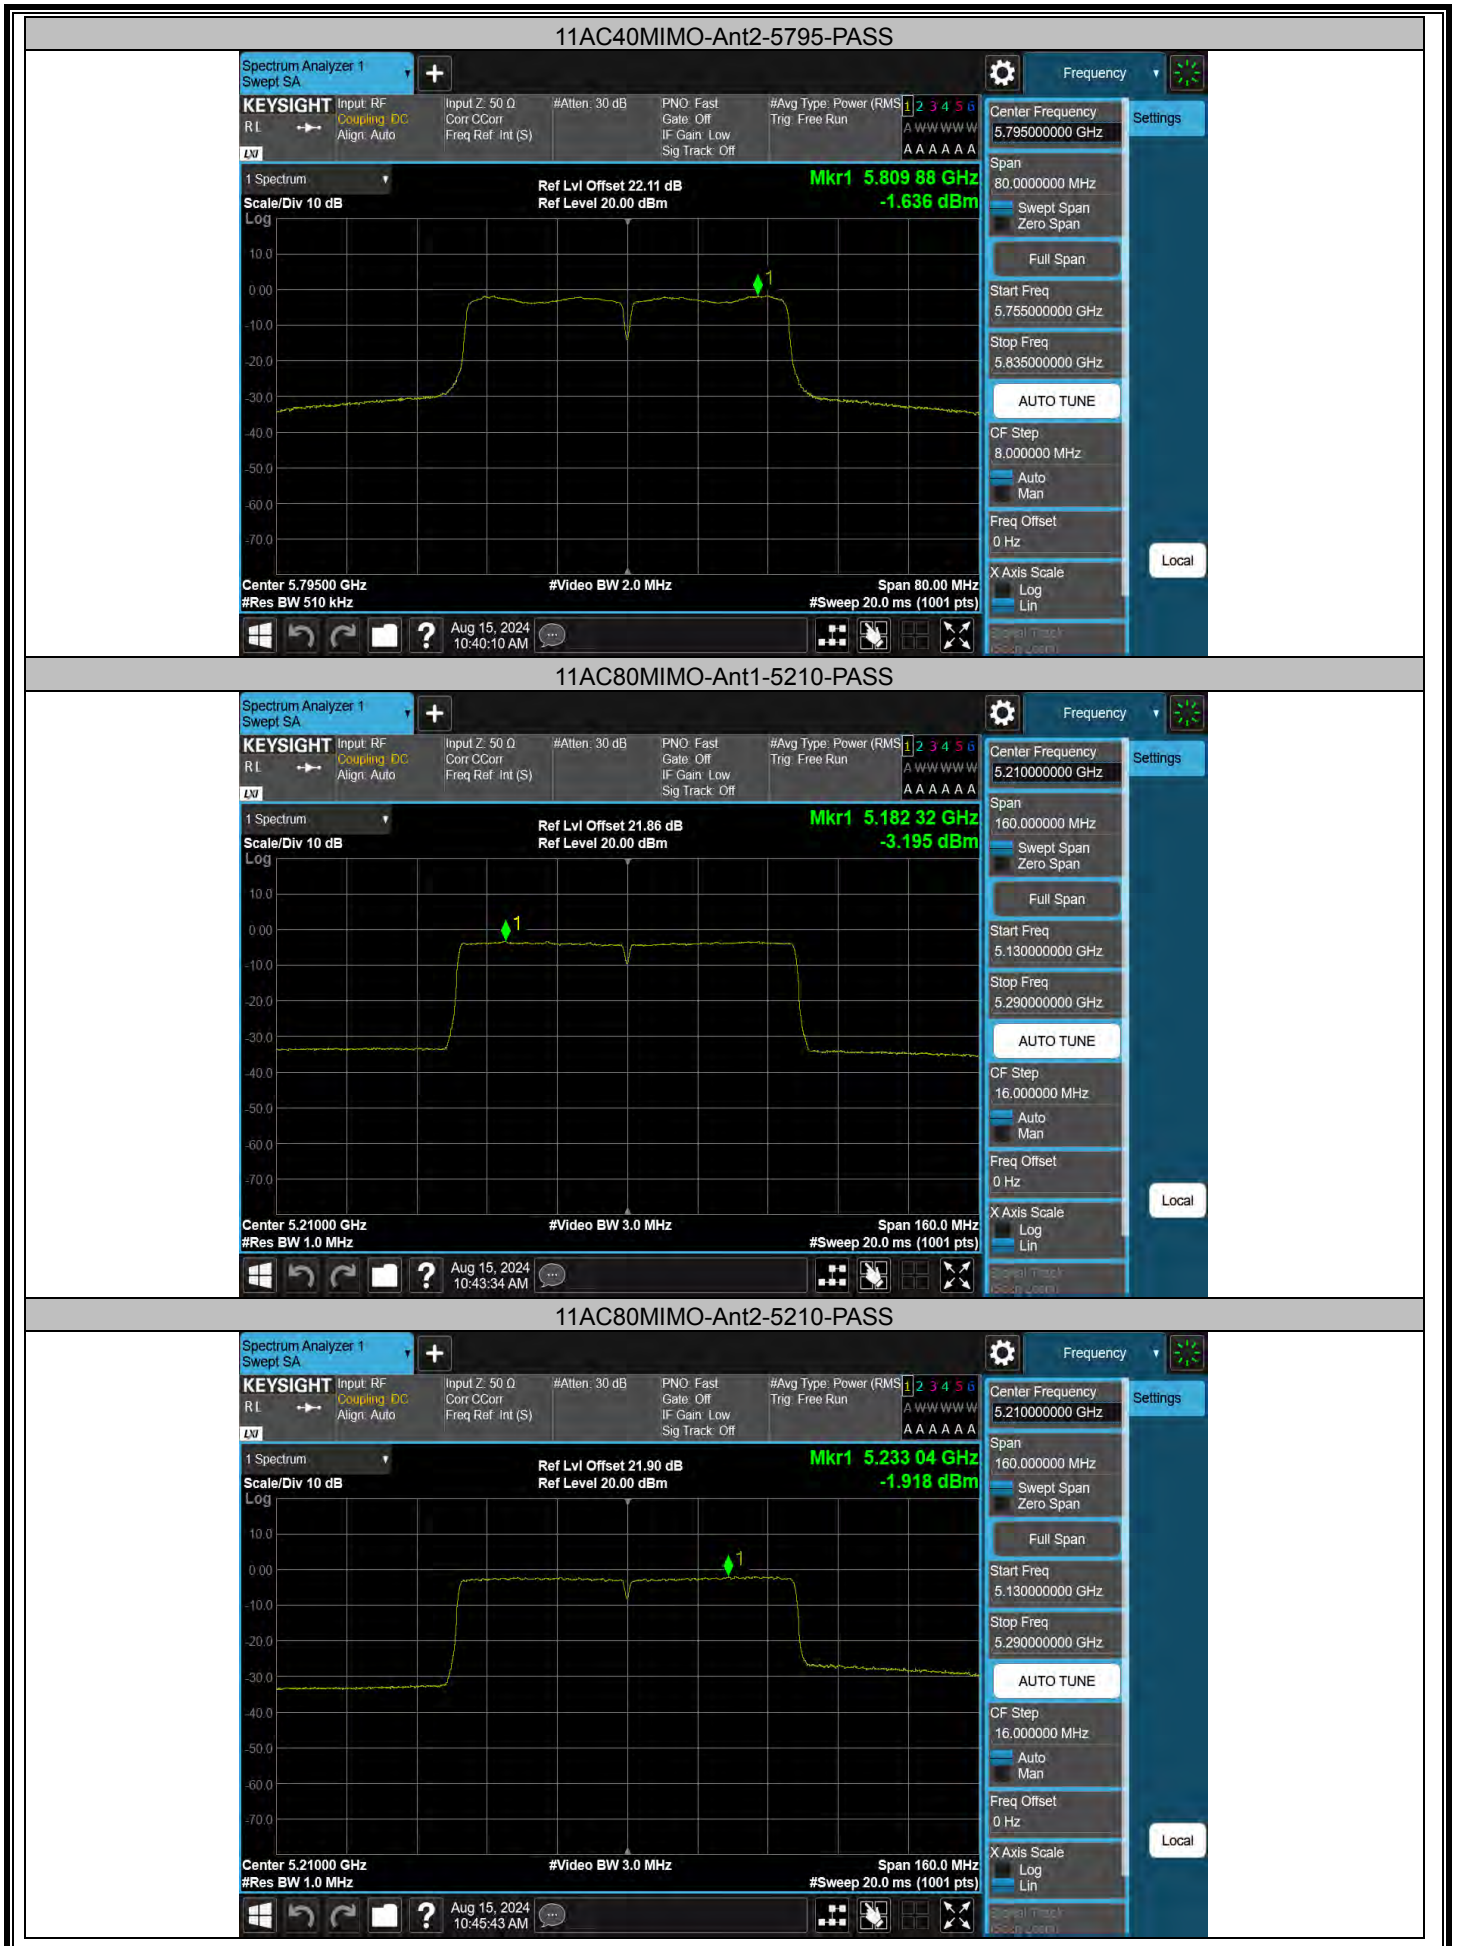 11AC40MIMO-Ant2-5795-PASS
Spectrum Analyzer 1
Swept SA
Frequency
KEYSIGHT
RL
LXI
Input: RF
Coupling: DC
Align: Auto
Input Z: 50 Ω
Corr CCorr
Freq Ref: Int (S)
#Atten: 30 dB
PNO: Fast
Gate: Off
IF Gain: Low
Sig Track: Off
#Avg Type: Power (RMS
Trig: Free Run
1 2 3 4 5 6
A W W W W W
A A A A A A
Center Frequency
5.795000000 GHz
Settings
Span
80.0000000 MHz
Swept Span
Zero Span
Full Span
Start Freq
5.755000000 GHz
Stop Freq
5.835000000 GHz
AUTO TUNE
CF Step
8.000000 MHz
Auto
Man
Freq Offset
0 Hz
X Axis Scale
Log
Lin
Signal Track
(Span Zoom)
Local
1 Spectrum
Scale/Div 10 dB
Log
Ref Lvl Offset 22.11 dB
Ref Level 20.00 dBm
Mkr1 5.809 88 GHz
-1.636 dBm
1
10.0
0.00
-10.0
-20.0
-30.0
-40.0
-50.0
-60.0
-70.0
Center 5.79500 GHz
#Res BW 510 kHz
#Video BW 2.0 MHz
Span 80.00 MHz
#Sweep 20.0 ms (1001 pts)
Aug 15, 2024
10:40:10 AM
11AC80MIMO-Ant1-5210-PASS
Spectrum Analyzer 1
Swept SA
Frequency
KEYSIGHT
RL
LXI
Input: RF
Coupling: DC
Align: Auto
Input Z: 50 Ω
Corr CCorr
Freq Ref: Int (S)
#Atten: 30 dB
PNO: Fast
Gate: Off
IF Gain: Low
Sig Track: Off
#Avg Type: Power (RMS
Trig: Free Run
1 2 3 4 5 6
A W W W W W
A A A A A A
Center Frequency
5.210000000 GHz
Settings
Span
160.000000 MHz
Swept Span
Zero Span
Full Span
Start Freq
5.130000000 GHz
Stop Freq
5.290000000 GHz
AUTO TUNE
CF Step
16.000000 MHz
Auto
Man
Freq Offset
0 Hz
X Axis Scale
Log
Lin
Signal Track
(Span Zoom)
Local
1 Spectrum
Scale/Div 10 dB
Log
Ref Lvl Offset 21.86 dB
Ref Level 20.00 dBm
Mkr1 5.182 32 GHz
-3.195 dBm
1
10.0
0.00
-10.0
-20.0
-30.0
-40.0
-50.0
-60.0
-70.0
Center 5.21000 GHz
#Res BW 1.0 MHz
#Video BW 3.0 MHz
Span 160.0 MHz
#Sweep 20.0 ms (1001 pts)
Aug 15, 2024
10:43:34 AM
11AC80MIMO-Ant2-5210-PASS
Spectrum Analyzer 1
Swept SA
Frequency
KEYSIGHT
RL
LXI
Input: RF
Coupling: DC
Align: Auto
Input Z: 50 Ω
Corr CCorr
Freq Ref: Int (S)
#Atten: 30 dB
PNO: Fast
Gate: Off
IF Gain: Low
Sig Track: Off
#Avg Type: Power (RMS
Trig: Free Run
1 2 3 4 5 6
A W W W W W
A A A A A A
Center Frequency
5.210000000 GHz
Settings
Span
160.000000 MHz
Swept Span
Zero Span
Full Span
Start Freq
5.130000000 GHz
Stop Freq
5.290000000 GHz
AUTO TUNE
CF Step
16.000000 MHz
Auto
Man
Freq Offset
0 Hz
X Axis Scale
Log
Lin
Signal Track
(Span Zoom)
Local
1 Spectrum
Scale/Div 10 dB
Log
Ref Lvl Offset 21.90 dB
Ref Level 20.00 dBm
Mkr1 5.233 04 GHz
-1.918 dBm
1
10.0
0.00
-10.0
-20.0
-30.0
-40.0
-50.0
-60.0
-70.0
Center 5.21000 GHz
#Res BW 1.0 MHz
#Video BW 3.0 MHz
Span 160.0 MHz
#Sweep 20.0 ms (1001 pts)
Aug 15, 2024
10:45:43 AM